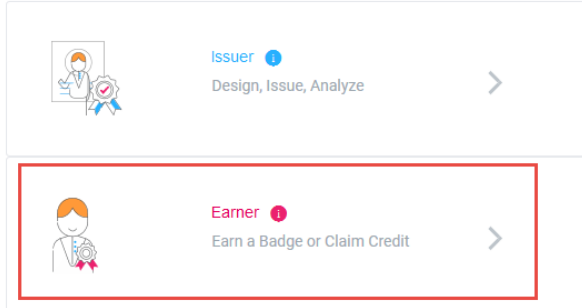 Issuer
Design, Issue, Analyze
Earner
Earn a Badge or Claim Credit